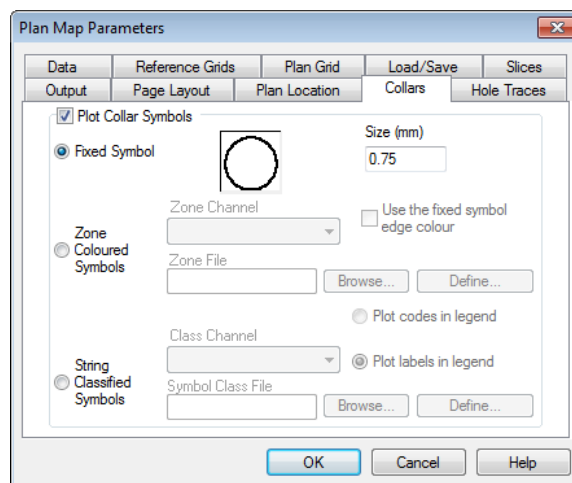 Plan Map Parameters
Data Reference Grids Plan Grid Load/Save Slices
Output Page Layout Plan Location Collars Hole Traces
Plot Collar Symbols
Fixed Symbol
Size (mm)
0.75
Zone Coloured Symbols
Zone Channel
Use the fixed symbol
edge colour
Zone File
Browse... Define...
Plot codes in legend
String Classified Symbols
Class Channel
Plot labels in legend
Symbol Class File
Browse... Define...
OK Cancel Help